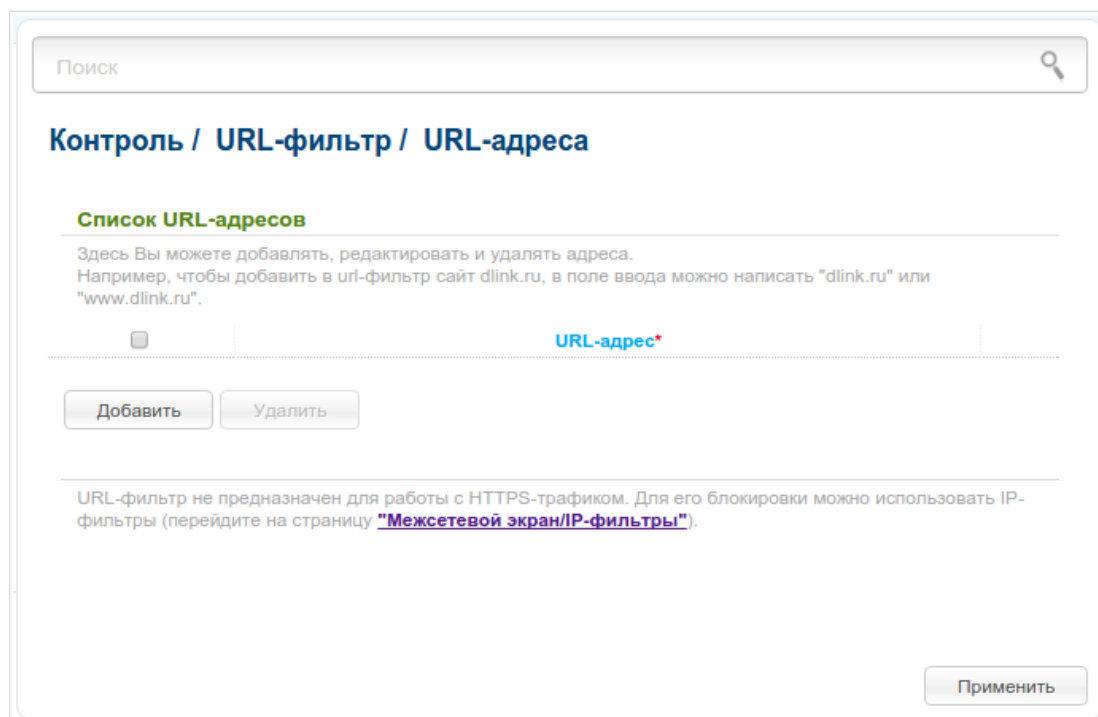 Поиск
Контроль / URL-фильтр / URL-адреса
Список URL-адресов
Здесь Вы можете добавлять, редактировать и удалять адреса.
Например, чтобы добавить в url-фильтр сайт dlink.ru, в поле ввода можно написать "dlink.ru" или
"www.dlink.ru".
URL-адрес*
Добавить Удалить
URL-фильтр не предназначен для работы с HTTPS-трафиком. Для его блокировки можно использовать IP-
фильтры (перейдите на страницу "Межсетевой экран/IP-фильтры").
Применить